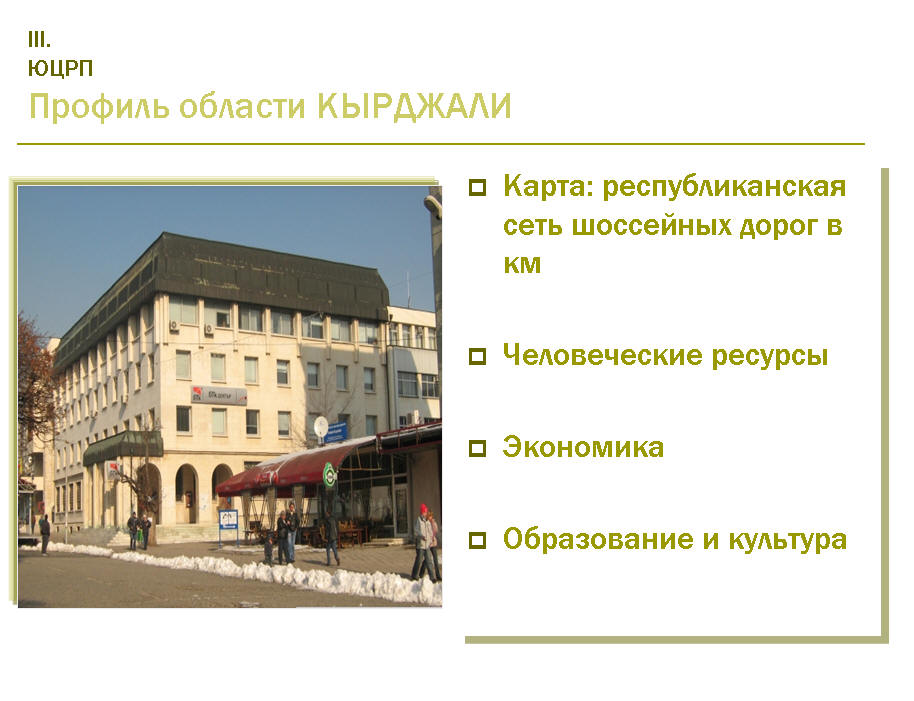 III.
ЮЦРП
Профиль области КЫРДЖАЛИ
Карта: республиканская
сеть шоссейных дорог в
км
Человеческие ресурсы
Экономика
Образование и культура